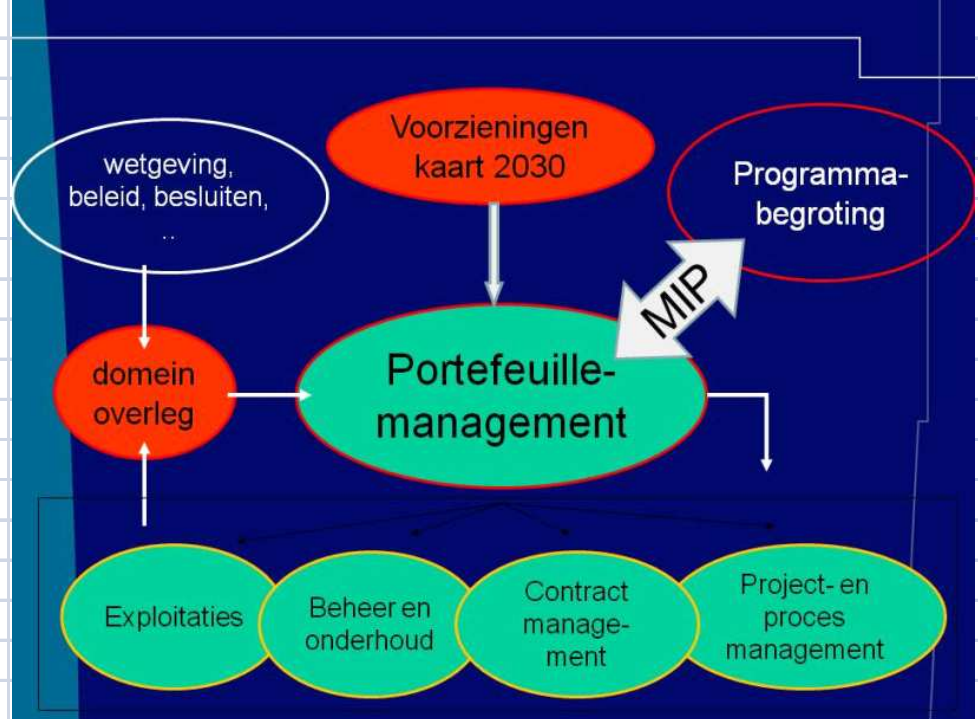 Voorzieningen
kaart 2030
wetgeving,
beleid, besluiten,
..
Programma-
begroting
MIP
domein
overleg
Portefeuille-
management
Exploitaties
Beheer en
onderhoud
Contract
manage-
ment
Project- en
proces
management